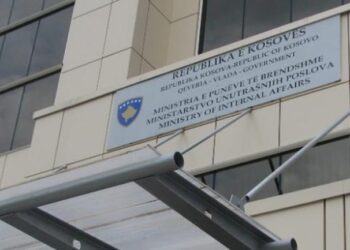 REPUBLIKA E KOSOVËS
REPUBLIKA KOSOVA-REPUBLIC OF KOSOVO
QEVERIA - VLADA - GOVERNMENT
MINISTRIA E PUNËVE TË BRENDSHME
MINISTARSTVO UNUTRAŠNJIH POSLOVA
MINISTRY OF INTERNAL AFFAIRS